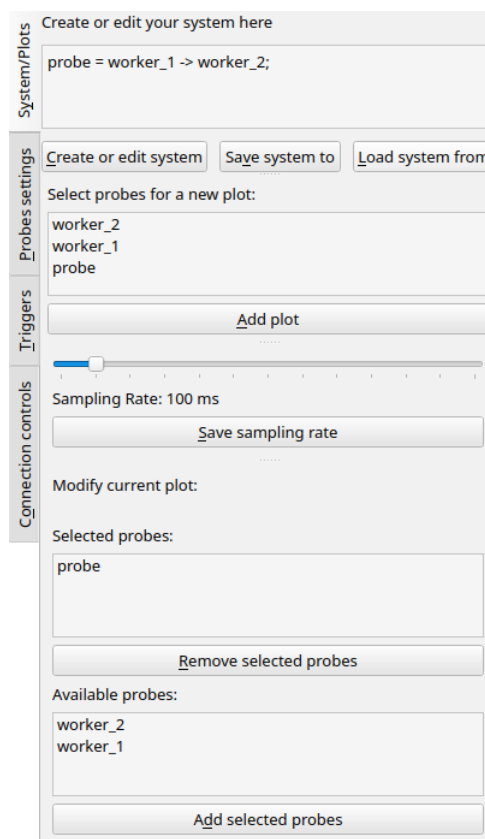 System/Plots
Probes settings
Triggers
Connection controls
Create or edit your system here
probe = worker_1 -> worker_2;
Create or edit system
Save system to
Load system from
Select probes for a new plot:
worker_2
worker_1
probe
Add plot
Sampling Rate: 100 ms
Save sampling rate
Modify current plot:
Selected probes:
probe
Remove selected probes
Available probes:
worker_2
worker_1
Add selected probes